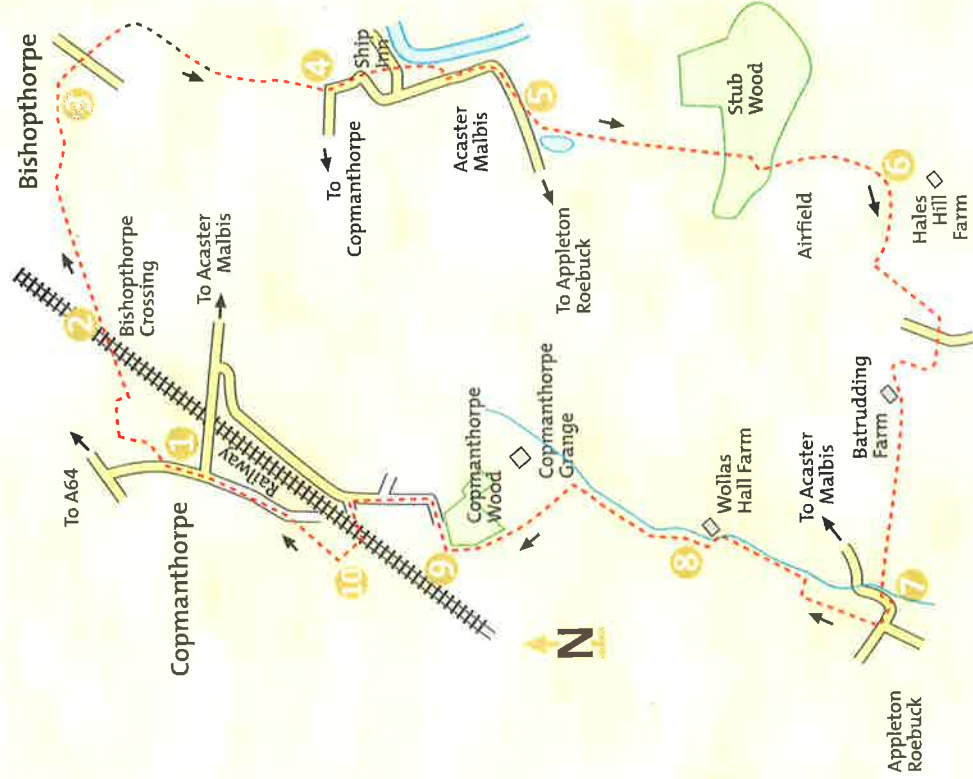 Bishopthorpe
3
4
Ship
Inn
To
Copmanthorpe
Acaster
Malbis
5
To Appleton
Roebuck
Stub
Wood
Airfield
6
Hales
Hill
Farm
2
Bishopthorpe
Crossing
To Acaster
Malbis
1
To A64
Copmanthorpe
Railway
10
9
Copmanthorpe
Wood
Copmanthorpe
Grange
N
8
Wollas
Hall Farm
To Acaster
Malbis
Batrudding
Farm
7
Appleton
Roebuck